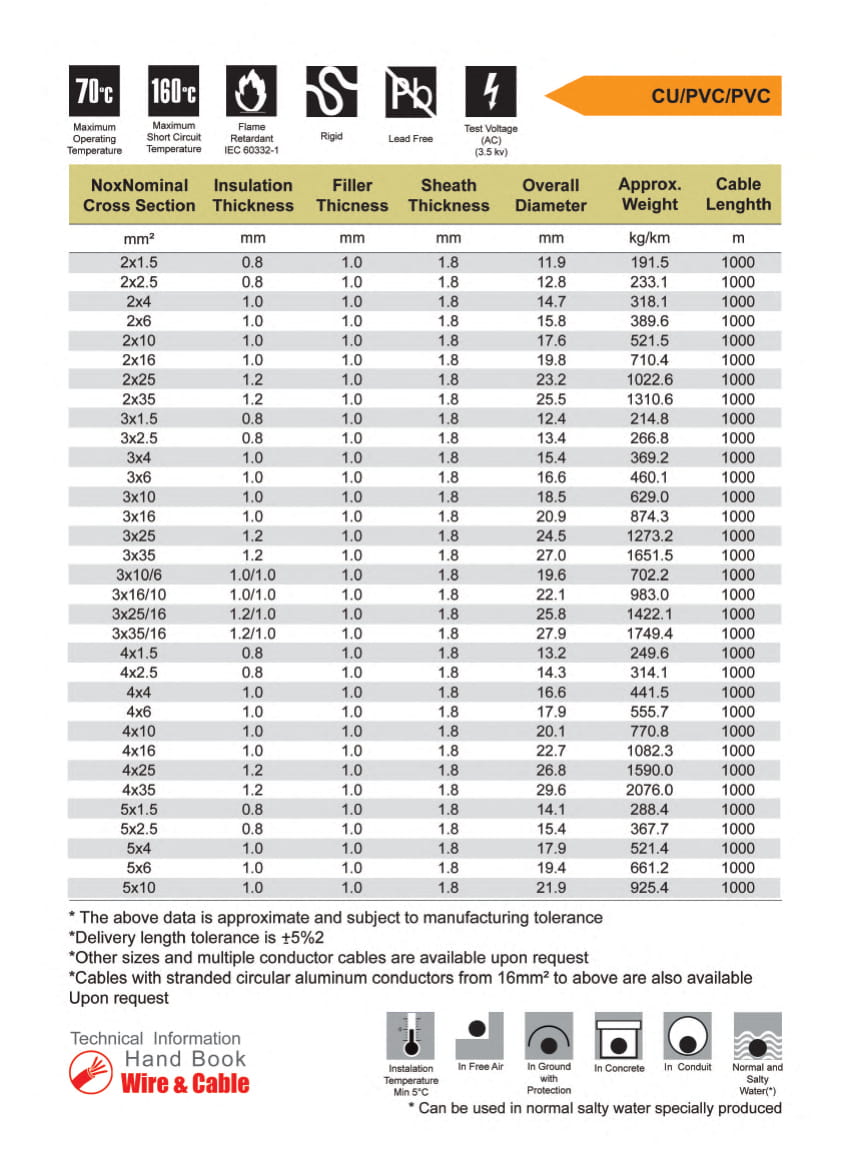 70°C 160°C Pb CU/PVC/PVC
Maximum Operating Temperature
Maximum Short Circuit Temperature
Flame Retardant IEC 60332-1
Rigid
Lead Free
Test Voltage (AC) (3.5 kv)
NoxNominal Cross Section Insulation Thickness Filler Thicness Sheath Thickness Overall Diameter Approx. Weight Cable Lenghth
mm² mm mm mm mm kg/km m
2x1.5 0.8 1.0 1.8 11.9 191.5 1000
2x2.5 0.8 1.0 1.8 12.8 233.1 1000
2x4 1.0 1.0 1.8 14.7 318.1 1000
2x6 1.0 1.0 1.8 15.8 389.6 1000
2x10 1.0 1.0 1.8 17.6 521.5 1000
2x16 1.0 1.0 1.8 19.8 710.4 1000
2x25 1.2 1.0 1.8 23.2 1022.6 1000
2x35 1.2 1.0 1.8 25.5 1310.6 1000
3x1.5 0.8 1.0 1.8 12.4 214.8 1000
3x2.5 0.8 1.0 1.8 13.4 266.8 1000
3x4 1.0 1.0 1.8 15.4 369.2 1000
3x6 1.0 1.0 1.8 16.6 460.1 1000
3x10 1.0 1.0 1.8 18.5 629.0 1000
3x16 1.0 1.0 1.8 20.9 874.3 1000
3x25 1.2 1.0 1.8 24.5 1273.2 1000
3x35 1.2 1.0 1.8 27.0 1651.5 1000
3x10/6 1.0/1.0 1.0 1.8 19.6 702.2 1000
3x16/10 1.0/1.0 1.0 1.8 22.1 983.0 1000
3x25/16 1.2/1.0 1.0 1.8 25.8 1422.1 1000
3x35/16 1.2/1.0 1.0 1.8 27.9 1749.4 1000
4x1.5 0.8 1.0 1.8 13.2 249.6 1000
4x2.5 0.8 1.0 1.8 14.3 314.1 1000
4x4 1.0 1.0 1.8 16.6 441.5 1000
4x6 1.0 1.0 1.8 17.9 555.7 1000
4x10 1.0 1.0 1.8 20.1 770.8 1000
4x16 1.0 1.0 1.8 22.7 1082.3 1000
4x25 1.2 1.0 1.8 26.8 1590.0 1000
4x35 1.2 1.0 1.8 29.6 2076.0 1000
5x1.5 0.8 1.0 1.8 14.1 288.4 1000
5x2.5 0.8 1.0 1.8 15.4 367.7 1000
5x4 1.0 1.0 1.8 17.9 521.4 1000
5x6 1.0 1.0 1.8 19.4 661.2 1000
5x10 1.0 1.0 1.8 21.9 925.4 1000
* The above data is approximate and subject to manufacturing tolerance
*Delivery length tolerance is ±5%2
*Other sizes and multiple conductor cables are available upon request
*Cables with stranded circular aluminum conductors from 16mm² to above are also available
Upon request
Technical Information
Hand Book
Wire & Cable
Instalation Temperature Min 5°C
In Free Air
In Ground with Protection
In Concrete
In Conduit
Normal and Salty Water(*)
* Can be used in normal salty water specially produced